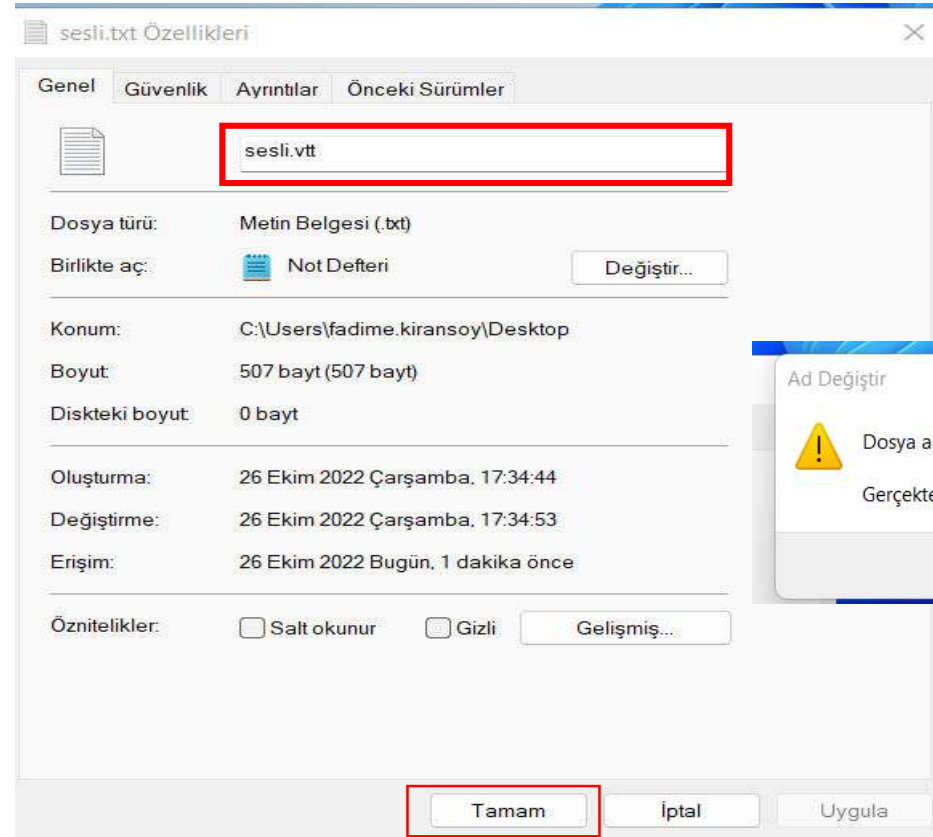 sesli.txt Özellikleri
Genel Güvenlik Ayrıntılar Önceki Sürümler
sesli.vtt
Dosya türü: Metin Belgesi (.txt)
Birlikte aç: Not Defteri Değiştir...
Konum: C:\Users\fadime.kiransoy\Desktop
Boyut: 507 bayt (507 bayt)
Diskteki boyut: 0 bayt
Oluşturma: 26 Ekim 2022 Çarşamba, 17:34:44
Değiştirme: 26 Ekim 2022 Çarşamba, 17:34:53
Erişim: 26 Ekim 2022 Bugün, 1 dakika önce
Öznitelikler: Salt okunur Gizli Gelişmiş...
Tamam İptal Uygula
Ad Değiştir
Dosya